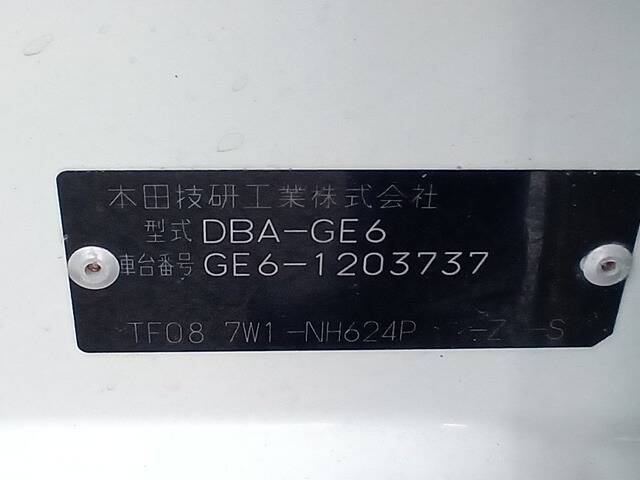 本田技研工業株式会社
型式 DBA-GE6
車台番号 GE6-1203737
TF08 7W1 -NH624P -Z -S